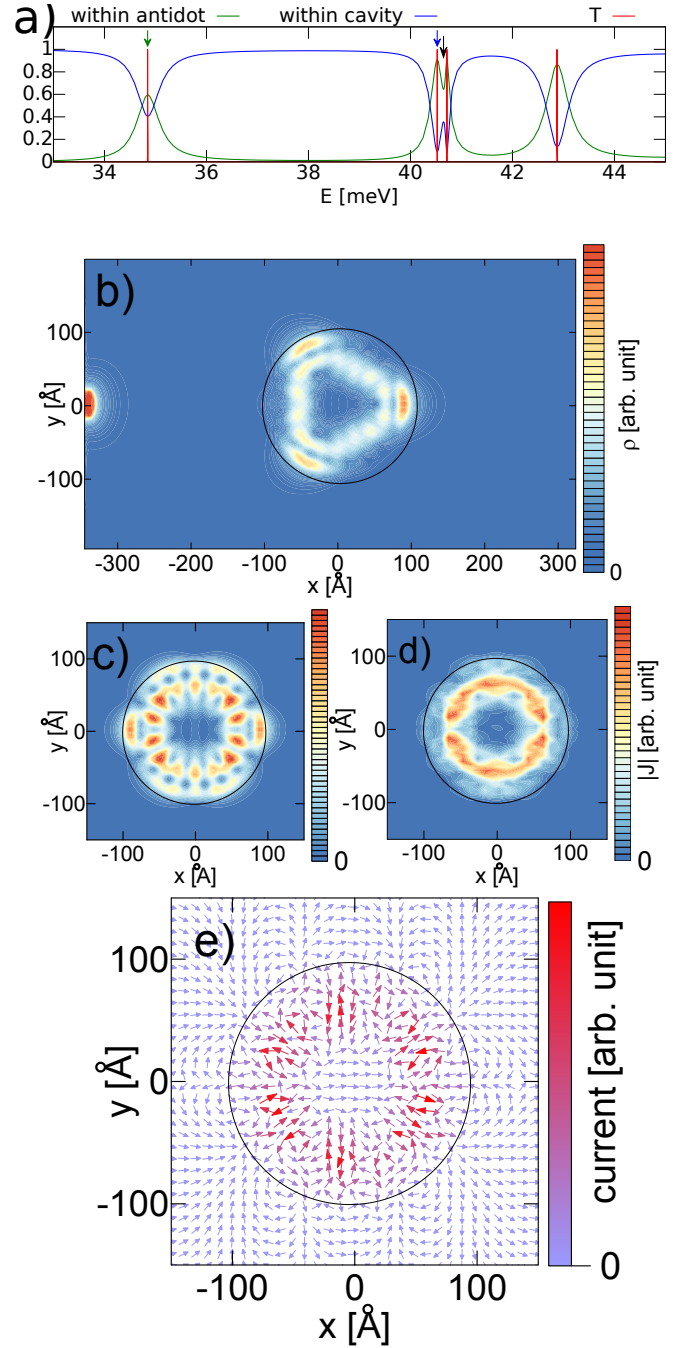 a) within antidot within cavity T
1
0.8
0.6
0.4
0.2
0
34 36 38 40 42 44
E [meV]
b)
100
0
-100
y [Å]
-300 -200 -100 0 100 200 300
x [Å]
ρ [arb. unit]
0
c)
100
0
-100
y [Å]
-100 0 100
x [Å]
0
d)
100
0
-100
y [Å]
-100 0 100
x [Å]
|J| [arb. unit]
0
e)
100
0
-100
y [Å]
-100 0 100
x [Å]
current [arb. unit]
0